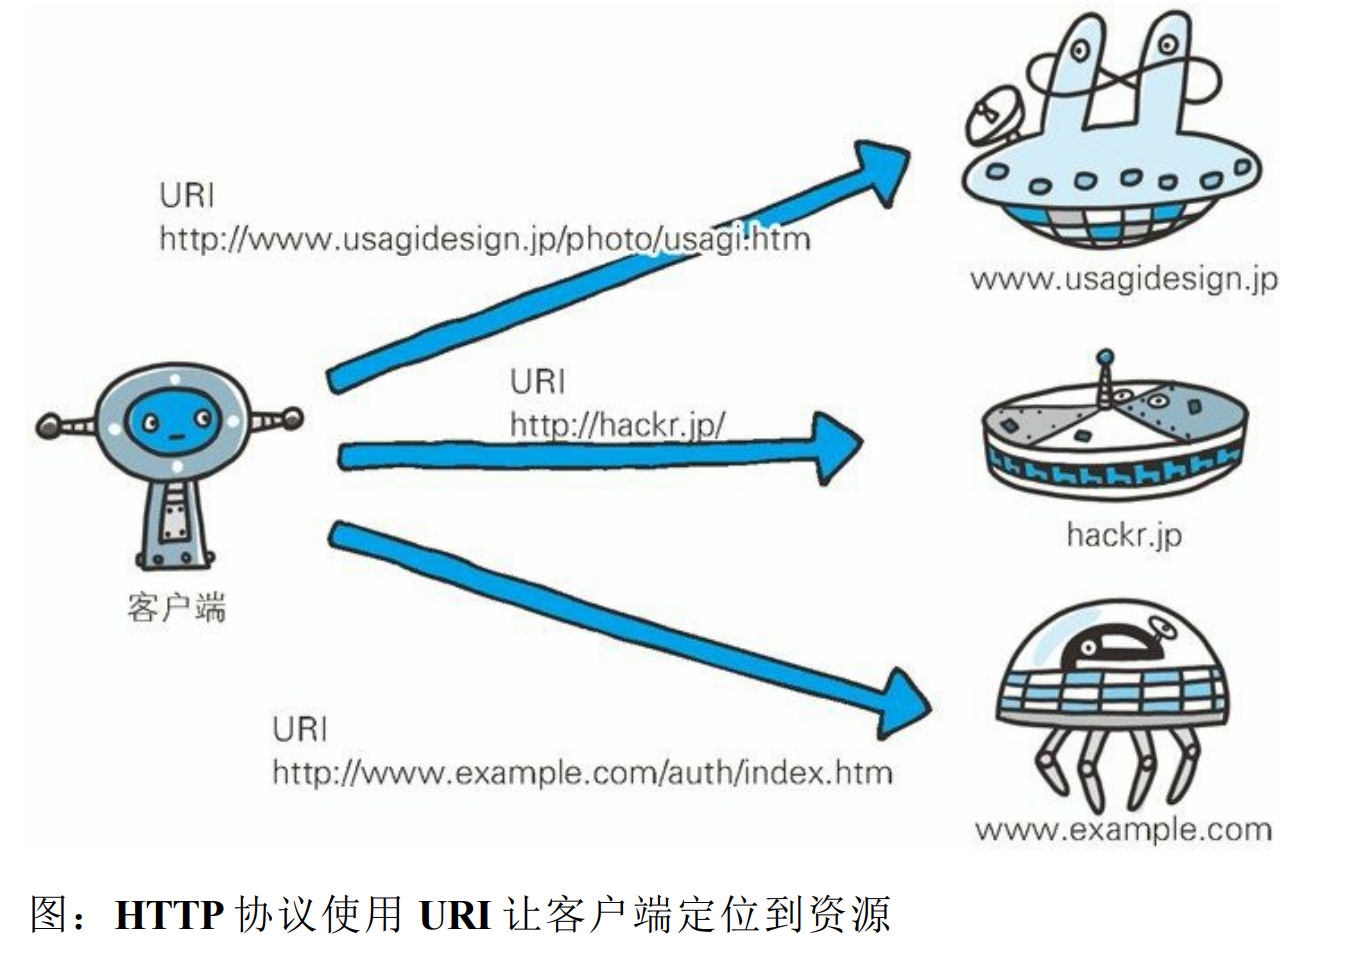 URI
http://www.usagidesign.jp/photo/usagi.htm
www.usagidesign.jp
URI
http://hackr.jp/
hackr.jp
客户端
URI
http://www.example.com/auth/index.htm
www.example.com
图：HTTP 协议使用 URI 让客户端定位到资源